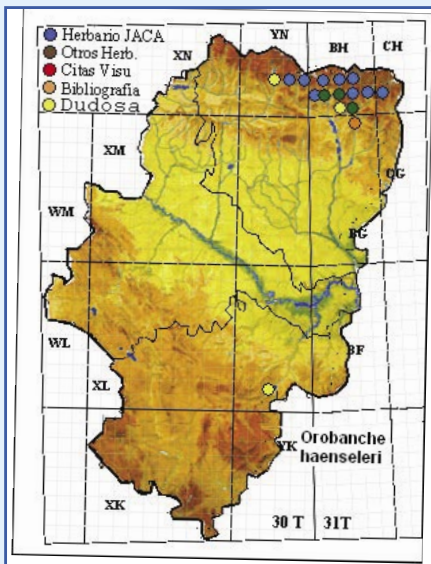 Herbario JACA
Otros Herb.
Citas Visu
Bibliografia
Dudosa
YN
BH
CH
XN
XM
CG
WM
BG
WL
BF
XL
YK
Orobanche
haenseleri
XK
30 T
31T